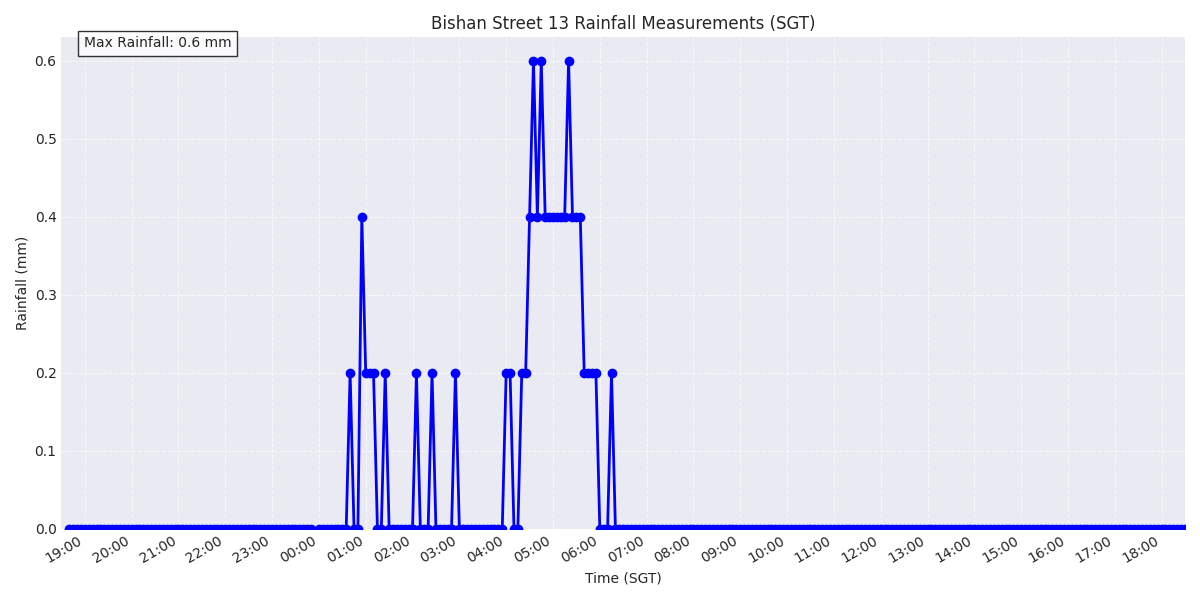 Bishan Street 13 Rainfall Measurements (SGT)
Max Rainfall: 0.6 mm
0.6
0.5
0.4
0.3
0.2
0.1
0.0
Rainfall (mm)
19:00 20:00 21:00 22:00 23:00 00:00 01:00 02:00 03:00 04:00 05:00 06:00 07:00 08:00 09:00 10:00 11:00 12:00 13:00 14:00 15:00 16:00 17:00 18:00
Time (SGT)